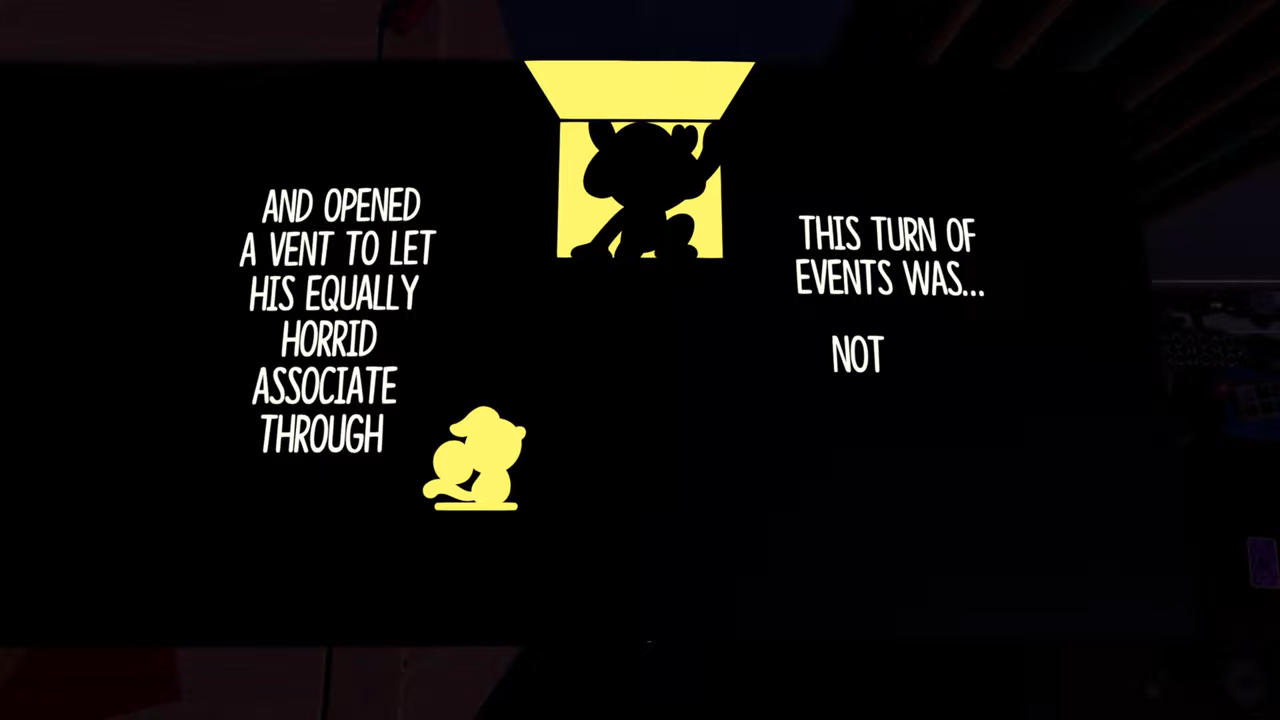 AND OPENED
A VENT TO LET
HIS EQUALLY
HORRID
ASSOCIATE
THROUGH
THIS TURN OF
EVENTS WAS...
NOT